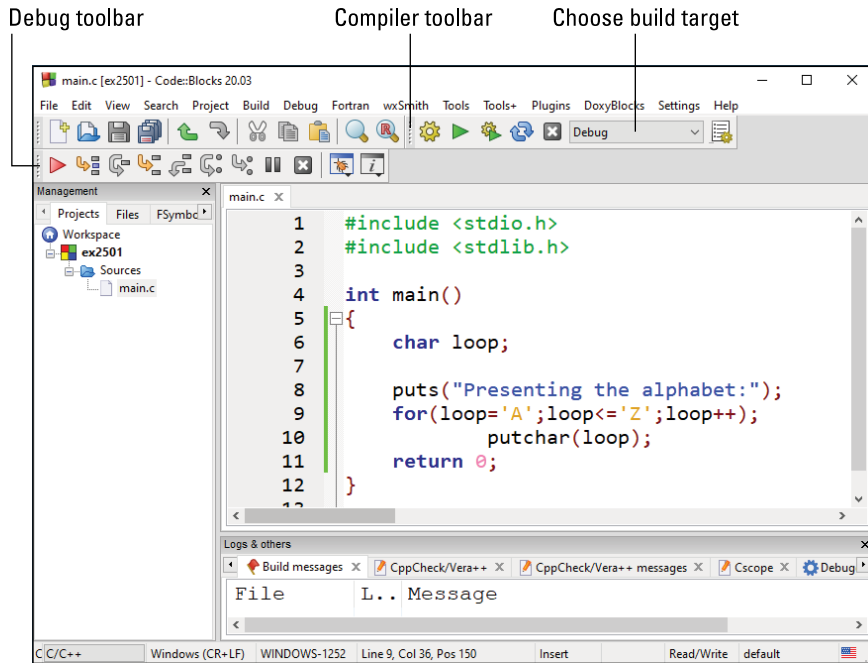 Debug toolbar Compiler toolbar Choose build target
main.c [ex2501] - Code::Blocks 20.03
File Edit View Search Project Build Debug Fortran wxSmith Tools Tools+ Plugins DoxyBlocks Settings Help
Debug
Management
Projects Files FSymbo
Workspace
ex2501
Sources
main.c
main.c
1 #include <stdio.h>
2 #include <stdlib.h>
3
4 int main()
5 {
6 char loop;
7
8 puts("Presenting the alphabet:");
9 for(loop='A';loop<='Z';loop++);
10 putchar(loop);
11 return 0;
12 }
13
Logs & others
Build messages CppCheck/Vera++ CppCheck/Vera++ messages Cscope Debug
File L.. Message
C C/C++ Windows (CR+LF) WINDOWS-1252 Line 9, Col 36, Pos 150 Insert Read/Write default